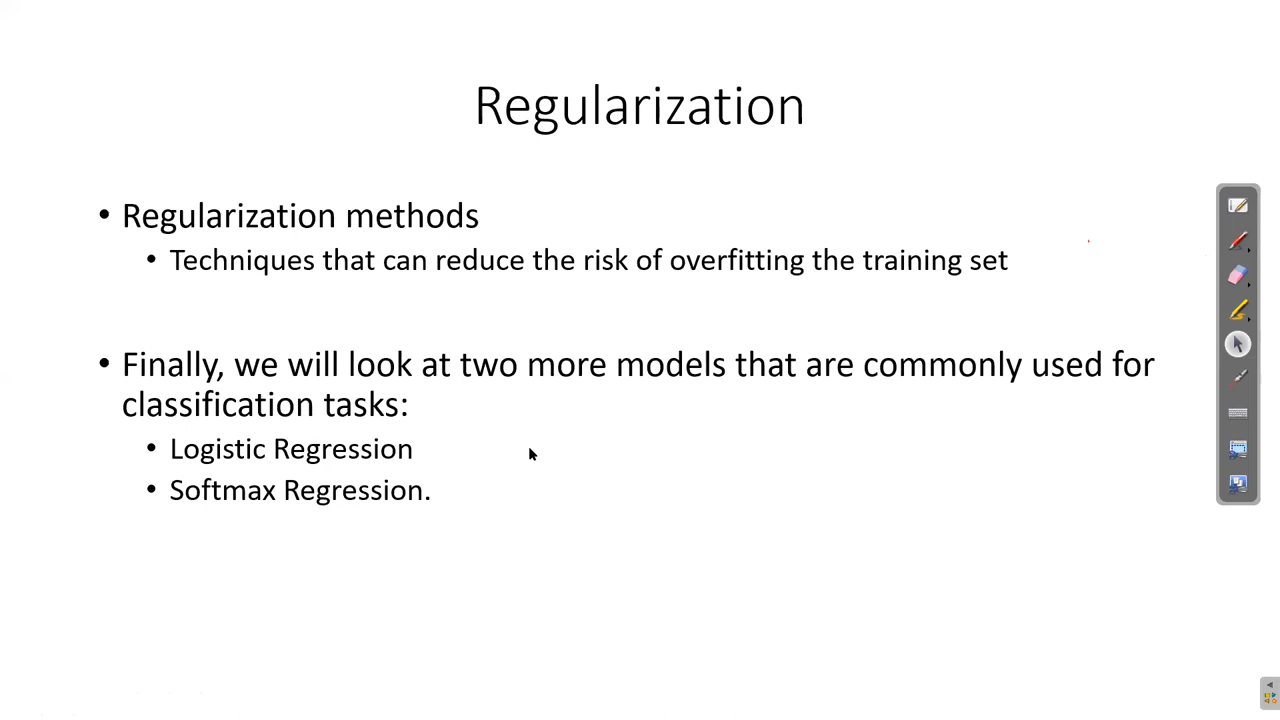 Regularization
• Regularization methods
• Techniques that can reduce the risk of overfitting the training set
• Finally, we will look at two more models that are commonly used for
classification tasks:
• Logistic Regression
• Softmax Regression.